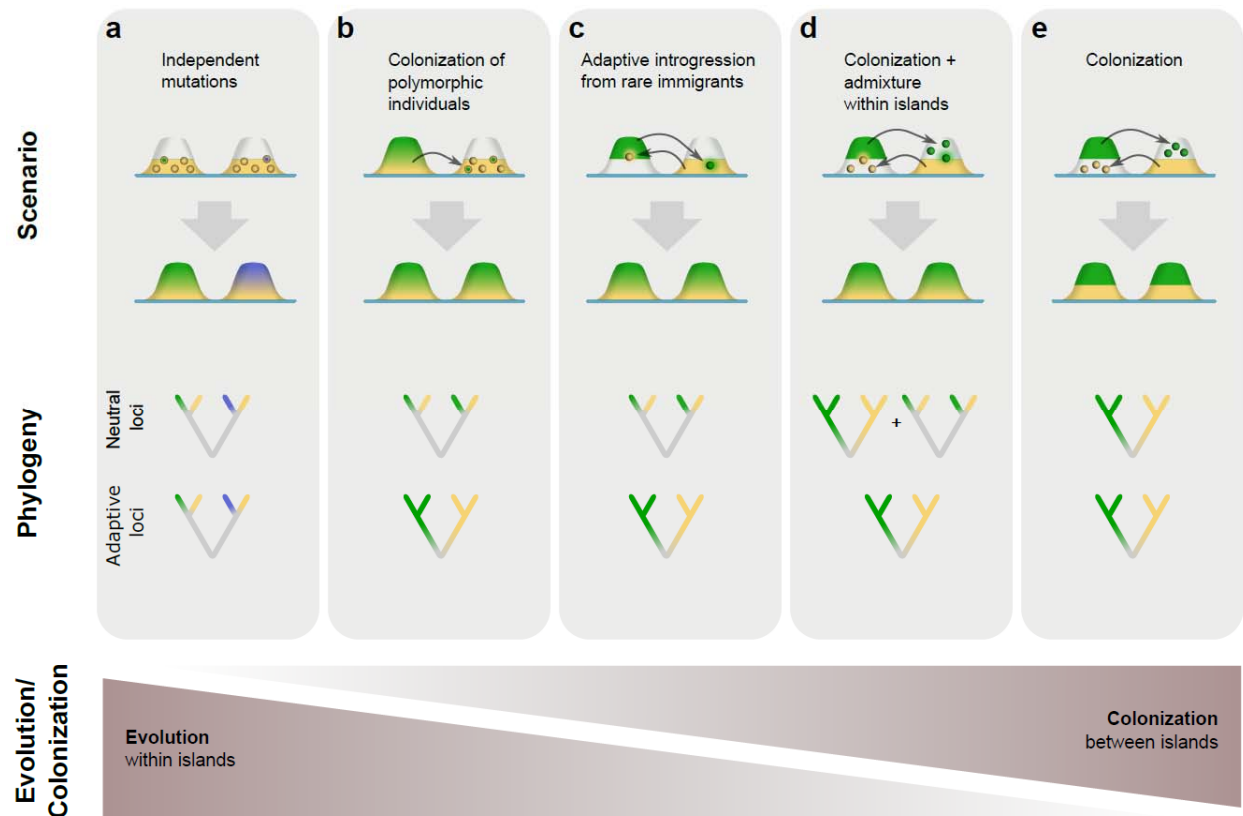 a
Independent
mutations
b
Colonization of
polymorphic
individuals
c
Adaptive introgression
from rare immigrants
d
Colonization +
admixture
within islands
e
Colonization
Scenario
Phylogeny
Neutral
loci
+
Adaptive
loci
Evolution/
Colonization
Evolution
within islands
Colonization
between islands